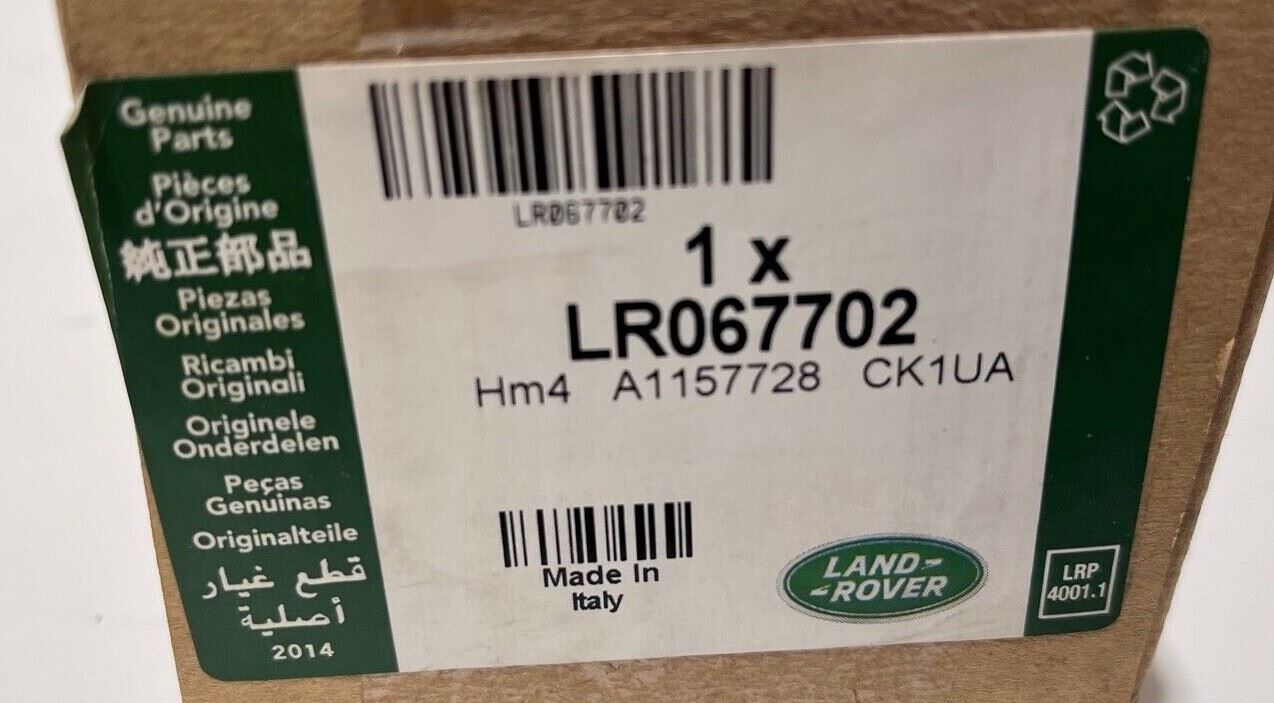 Genuine
Parts
Pièces
d'Origine
純正部品
Piezas
Originales
Ricambi
Originali
Originele
Onderdelen
Peças
Genuinas
Originalteile
قطع غيار
أصلية
2014
LR067702
1 x
LR067702
Hm4 A1157728 CK1UA
Made In
Italy
LAND-
-ROVER
LRP
4001.1